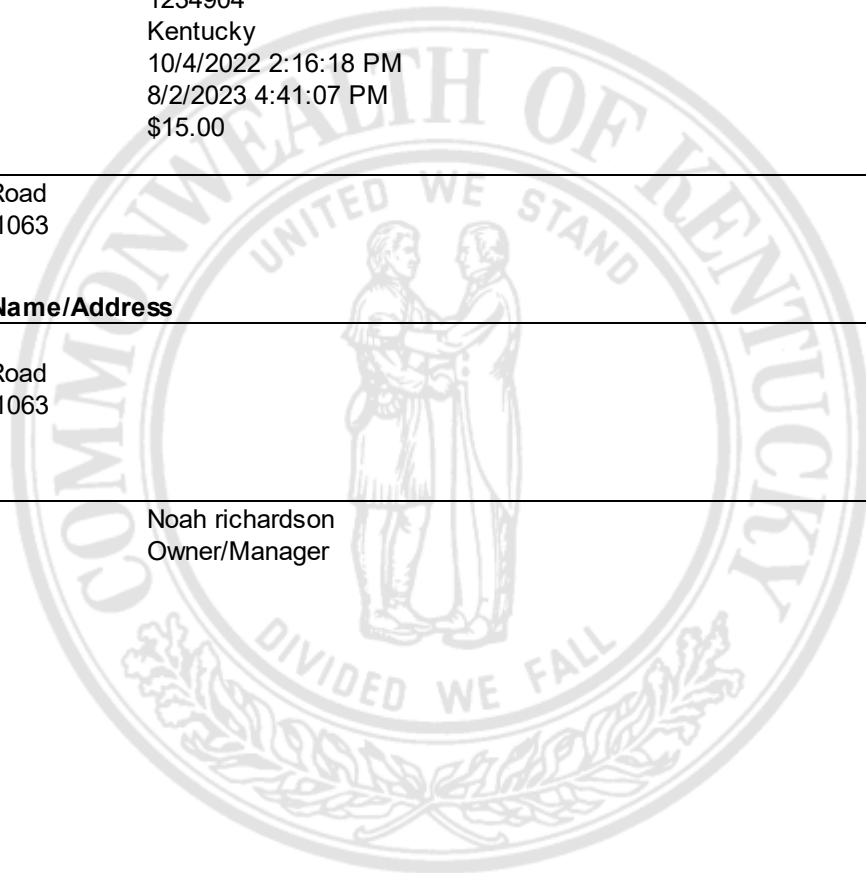 1234904
Kentucky
10/4/2022 2:16:18 PM
8/2/2023 4:41:07 PM
$15.00
Road
1063
Name/Address
Road
1063
Noah richardson
Owner/Manager
COMMONWEALTH OF KENTUCKY
UNITED WE STAND
DIVIDED WE FALL